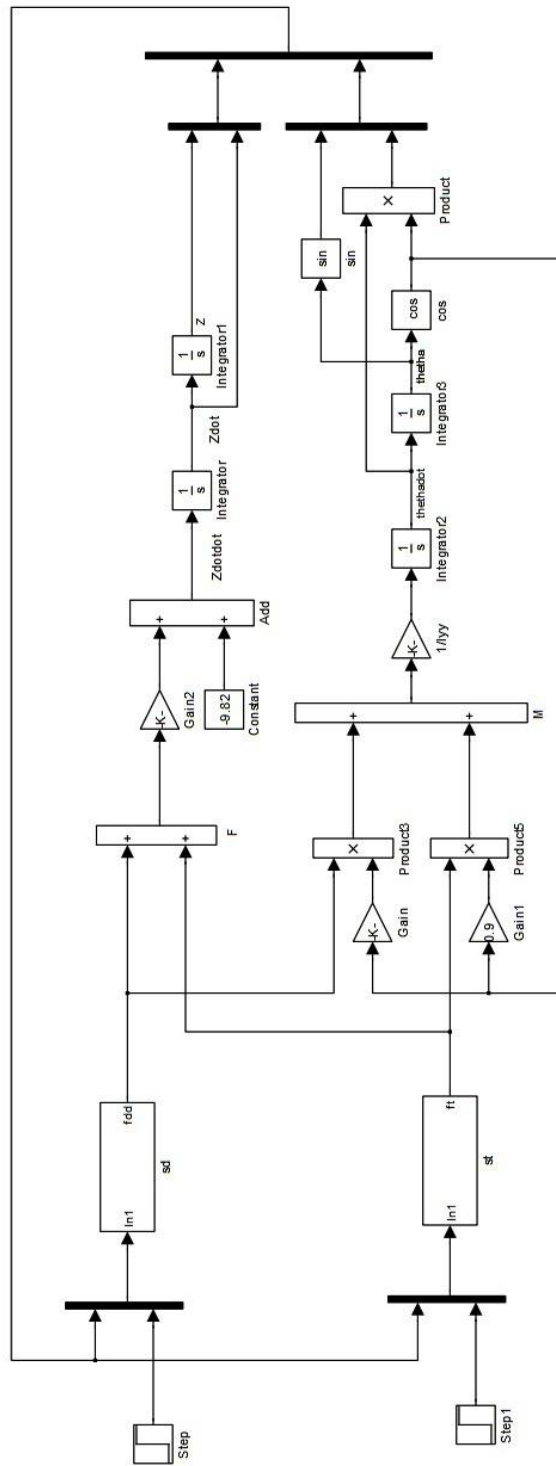 Step
Step1
In1
sd
fdd
In1
st
ft
+
+
F
-K-
Gain
0.9
Gain1
×
Product3
×
Product5
-K-
Gain2
-9.82
Constant
+
+
Add
+
+
M
-K-
1/Iyy
Zdotdot
1
s
Integrator
Zdot
1
s
Integrator1
Z
1
s
Integrator2
thethadot
1
s
Integrator3
thetha
cos
cos
sin
sin
×
Product